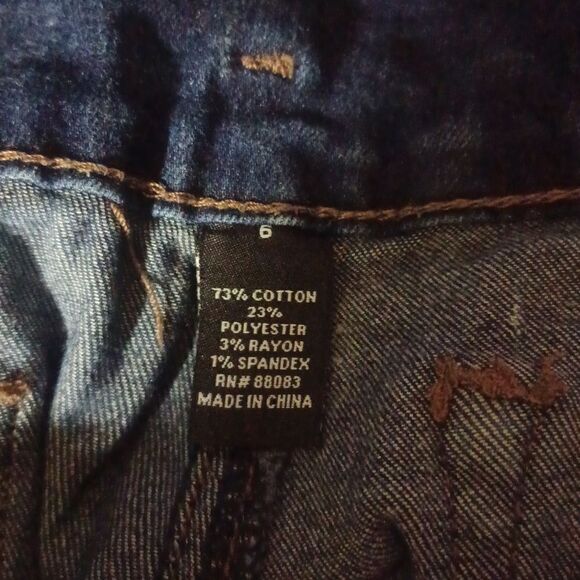 6
73% COTTON
23%
POLYESTER
3% RAYON
1% SPANDEX
RN# 88083
MADE IN CHINA